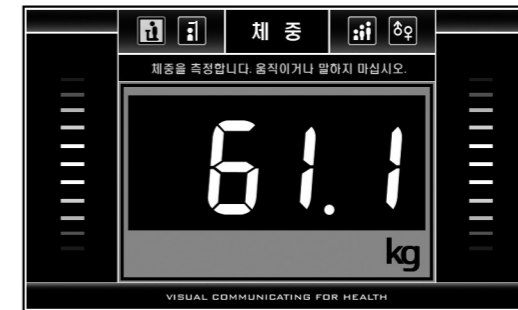 체 중
체중을 측정합니다. 움직이거나 말하지 마십시오.
61.1
kg
VISUAL COMMUNICATING FOR HEALTH